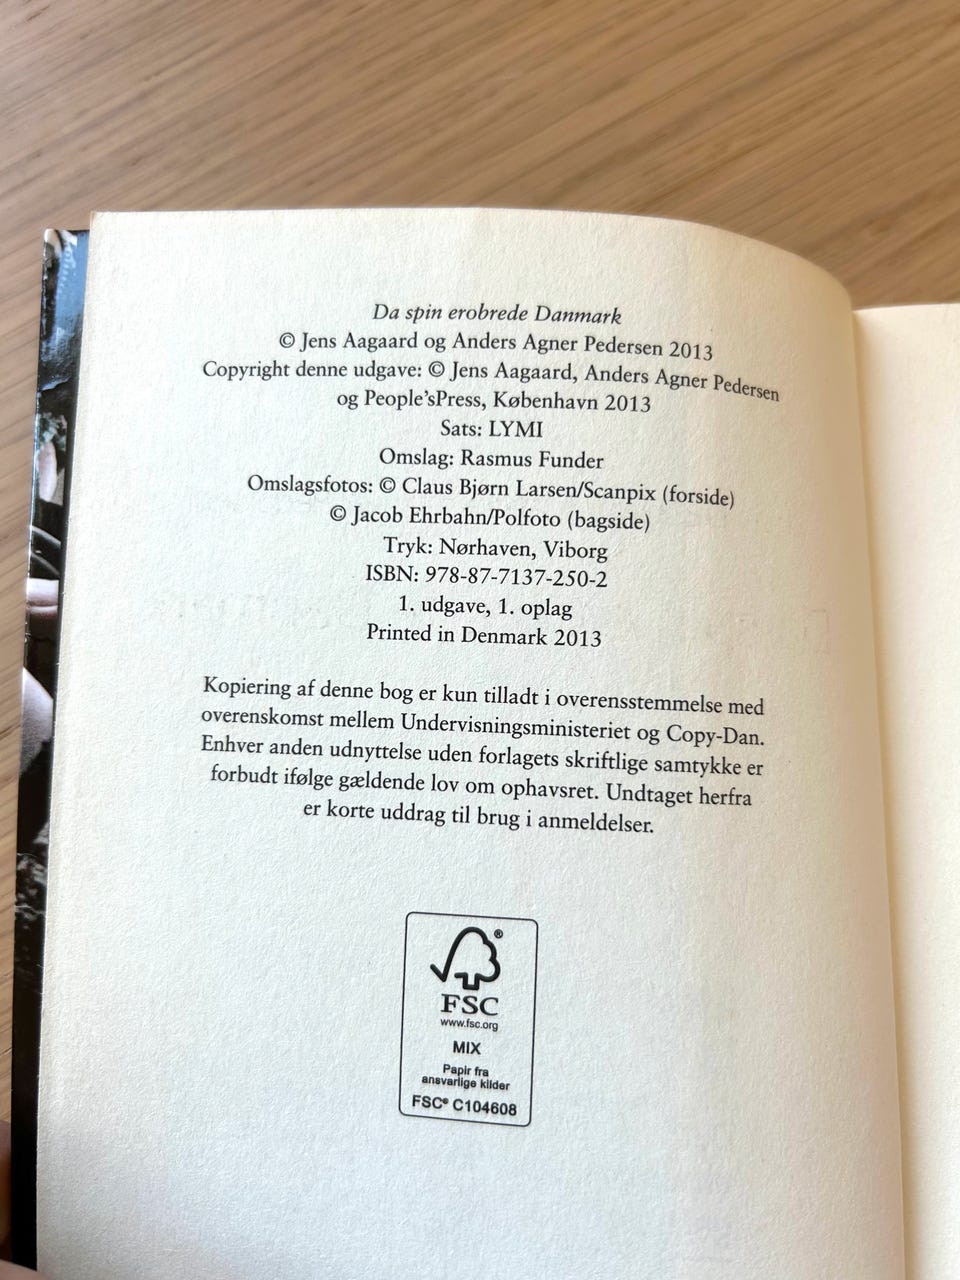 Da spin erobrede Danmark
© Jens Aagaard og Anders Agner Pedersen 2013
Copyright denne udgave: © Jens Aagaard, Anders Agner Pedersen
og People'sPress, København 2013
Sats: LYMI
Omslag: Rasmus Funder
Omslagsfotos: © Claus Bjørn Larsen/Scanpix (forside)
© Jacob Ehrbahn/Polfoto (bagside)
Tryk: Nørhaven, Viborg
ISBN: 978-87-7137-250-2
1. udgave, 1. oplag
Printed in Denmark 2013
Kopiering af denne bog er kun tilladt i overensstemmelse med
overenskomst mellem Undervisningsministeriet og Copy-Dan.
Enhver anden udnyttelse uden forlagets skriftlige samtykke er
forbudt ifølge gældende lov om ophavsret. Undtaget herfra
er korte uddrag til brug i anmeldelser.
®
FSC
www.fsc.org
MIX
Papir fra
ansvarlige kilder
FSC® C104608